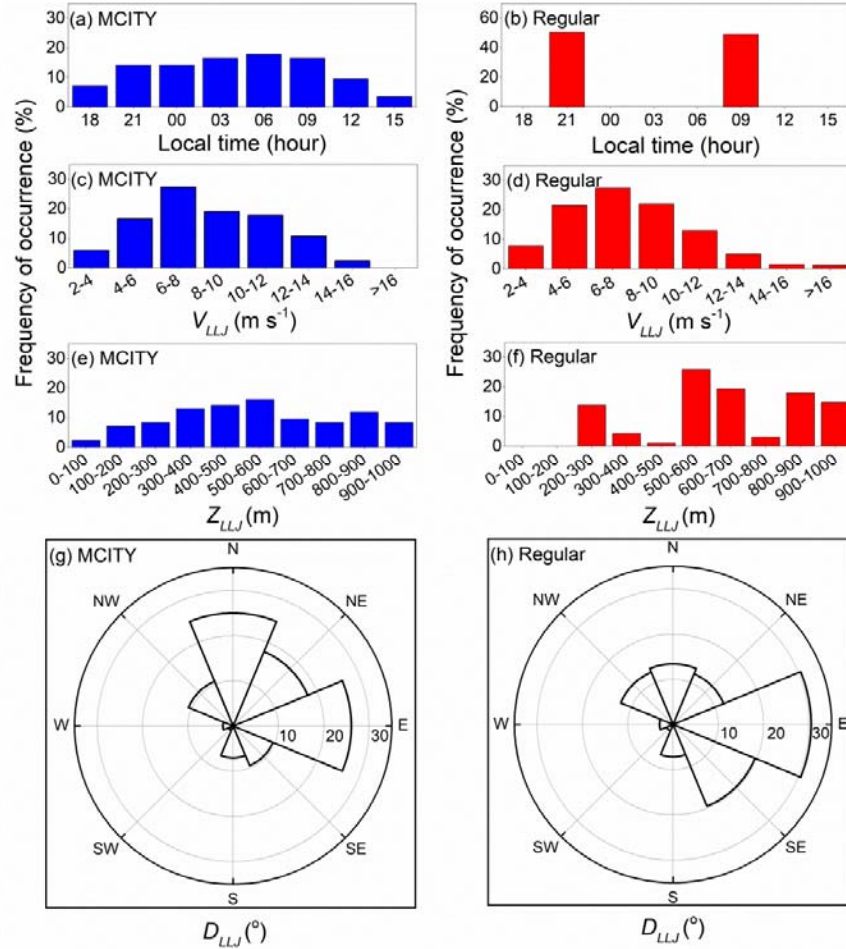 Frequency of occurrence (%)
(a) MCITY
30
20
10
0
18 21 00 03 06 09 12 15
Local time (hour)
Frequency of occurrence (%)
(b) Regular
60
40
20
0
18 21 00 03 06 09 12 15
Local time (hour)
(c) MCITY
30
20
10
0
2-4 4-6 6-8 8-10 10-12 12-14 14-16 >16
V_LLJ (m s⁻¹)
(d) Regular
30
20
10
0
2-4 4-6 6-8 8-10 10-12 12-14 14-16 >16
V_LLJ (m s⁻¹)
(e) MCITY
30
20
10
0
0-100 100-200 200-300 300-400 400-500 500-600 600-700 700-800 800-900 900-1000
Z_LLJ (m)
(f) Regular
30
20
10
0
0-100 100-200 200-300 300-400 400-500 500-600 600-700 700-800 800-900 900-1000
Z_LLJ (m)
(g) MCITY
N
NW NE
W 10 20 30 E
SW SE
S
D_LLJ (°)
(h) Regular
N
NW NE
W 10 20 30 E
SW SE
S
D_LLJ (°)